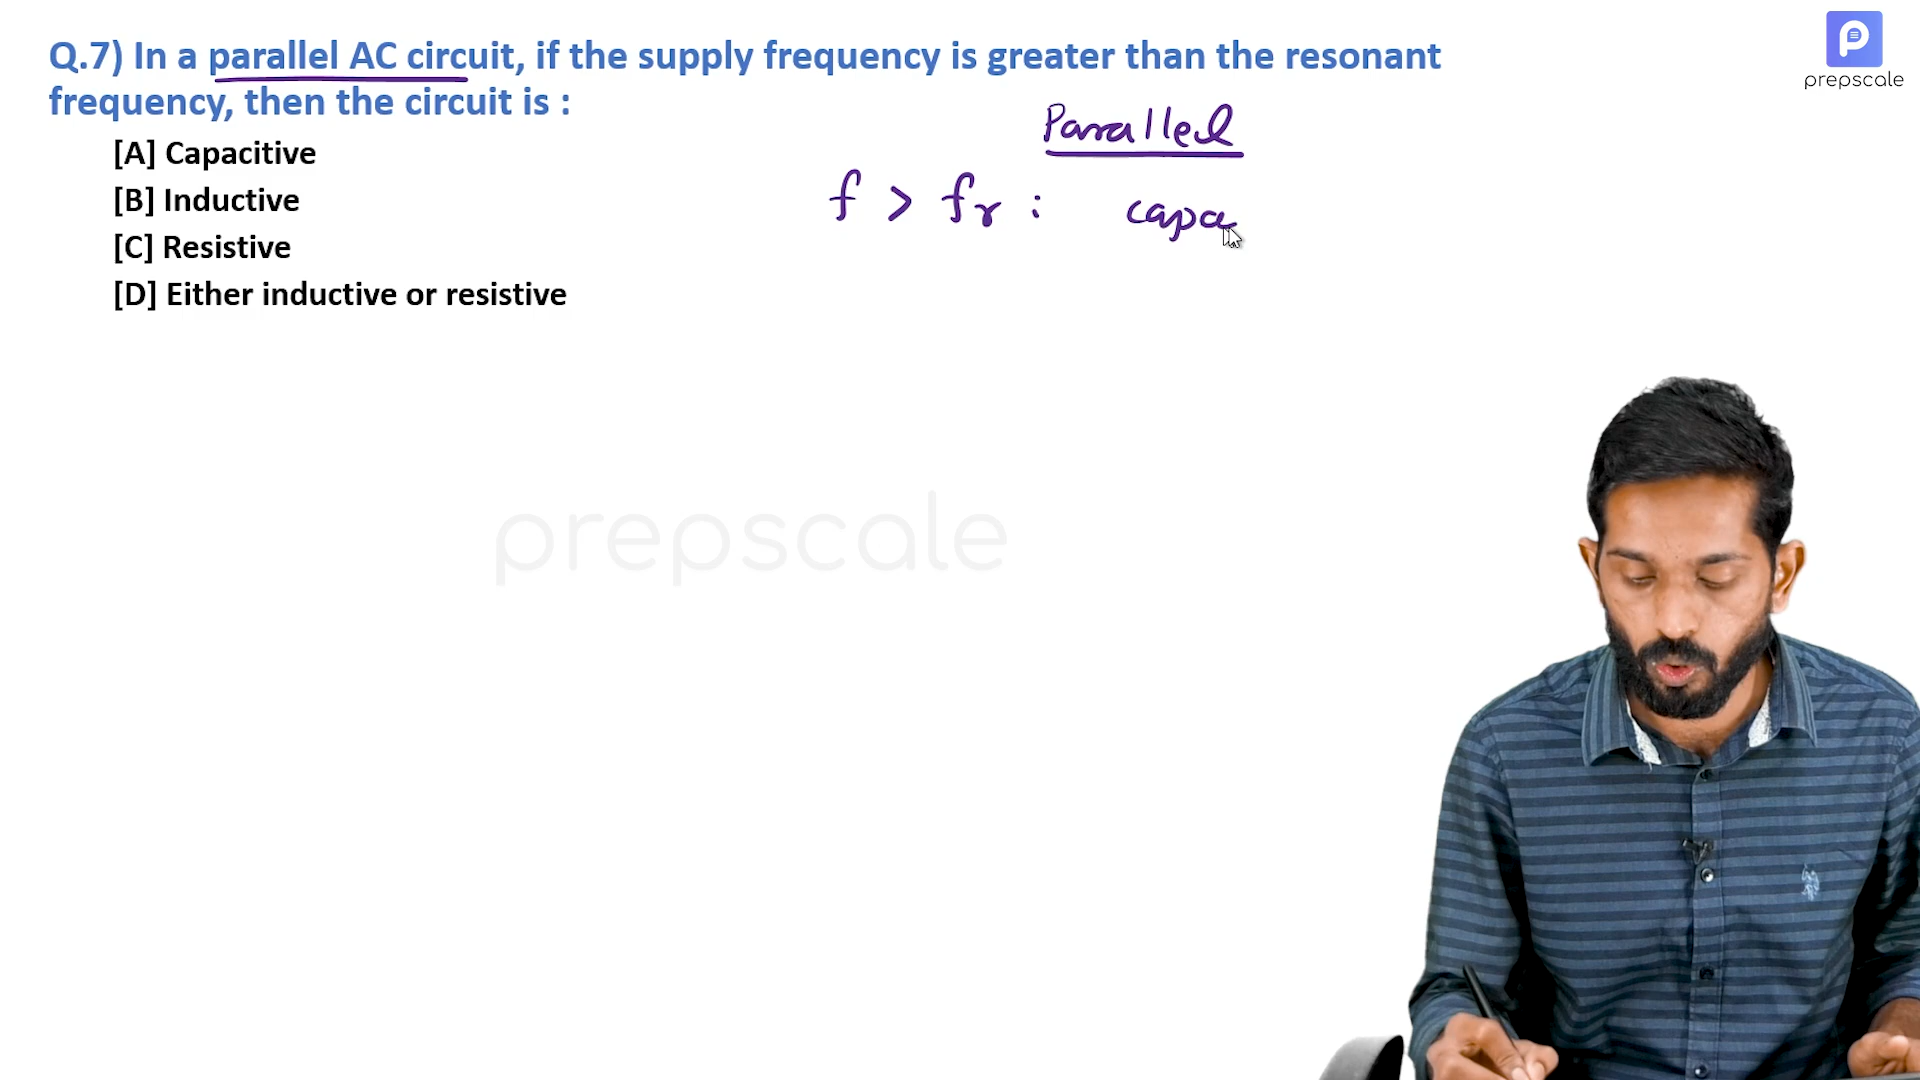 Q.7) In a parallel AC circuit, if the supply frequency is greater than the resonant
frequency, then the circuit is :
[A] Capacitive
[B] Inductive
[C] Resistive
[D] Either inductive or resistive
Parallel
f > fr : capa
prepscale
prepscale